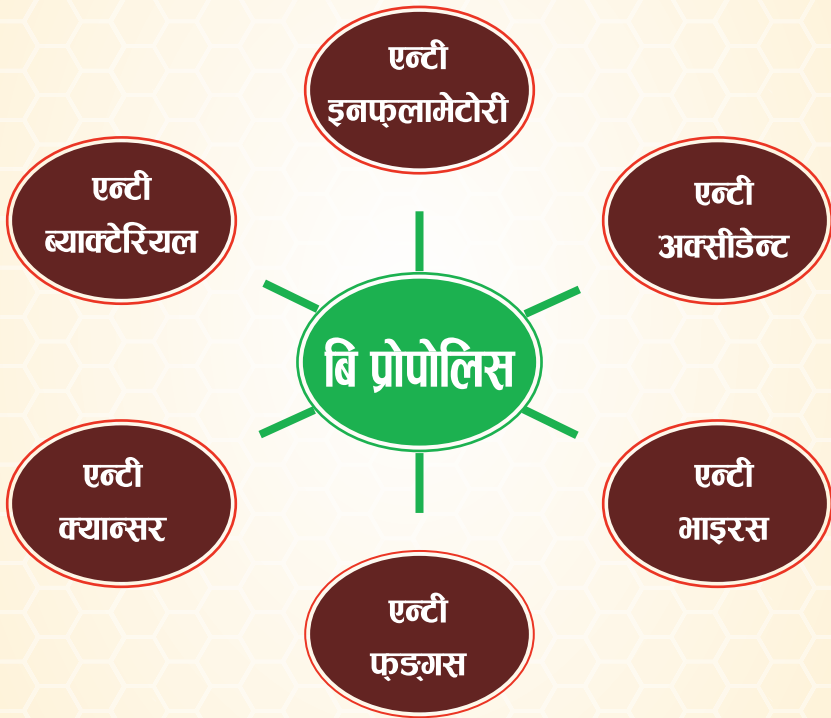 एन्टी
इनफ्लामेटोरी
एन्टी
ब्याक्टेरियल
एन्टी
अक्सीडेन्ट
बि प्रोपोलिस
एन्टी
क्यान्सर
एन्टी
भाइरस
एन्टी
फङ्गस